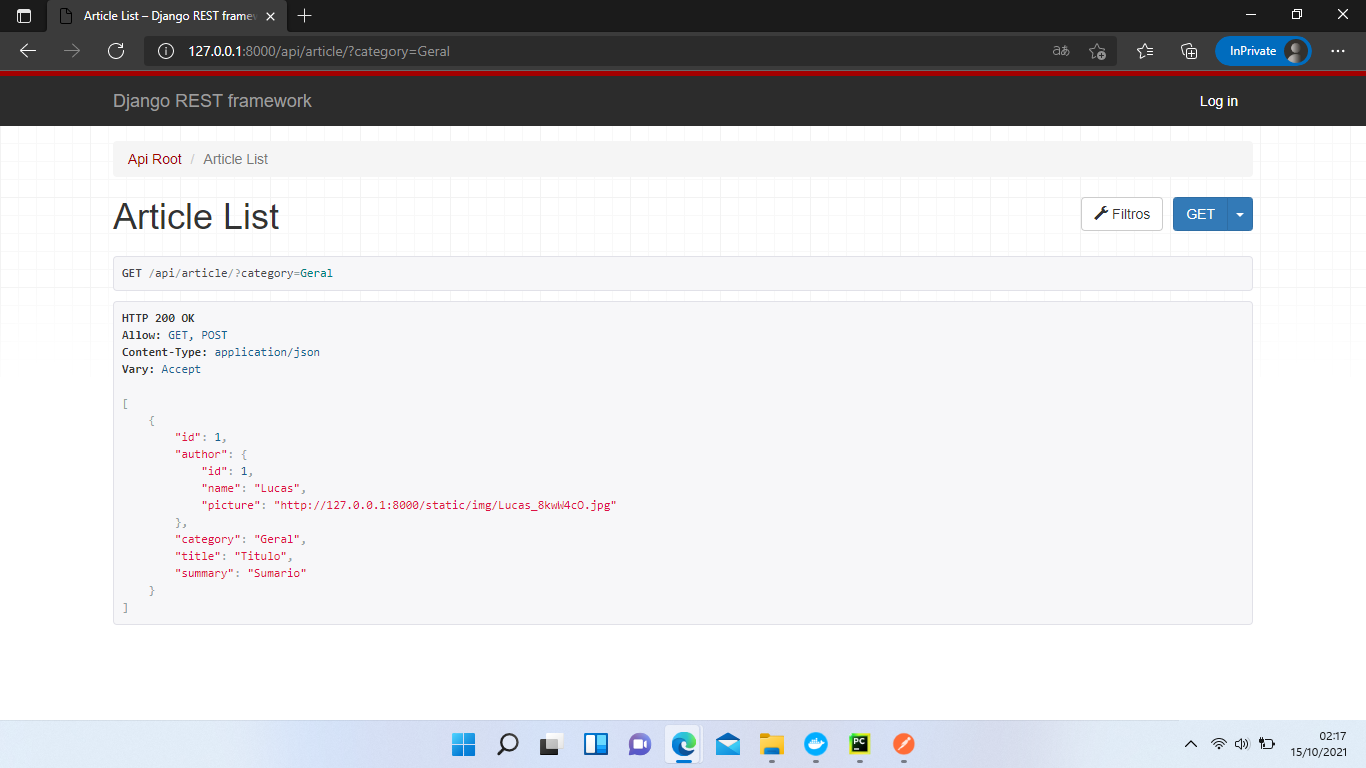 Article List – Django REST framew
127.0.0.1:8000/api/article/?category=Geral
aあ
InPrivate
Django REST framework
Log in
Api Root / Article List
Article List
Filtros
GET
GET /api/article/?category=Geral
HTTP 200 OK
Allow: GET, POST
Content-Type: application/json
Vary: Accept
[
    {
        "id": 1,
        "author": {
            "id": 1,
            "name": "Lucas",
            "picture": "http://127.0.0.1:8000/static/img/Lucas_8kwW4cO.jpg"
        },
        "category": "Geral",
        "title": "Titulo",
        "summary": "Sumario"
    }
]
PC
02:17
15/10/2021